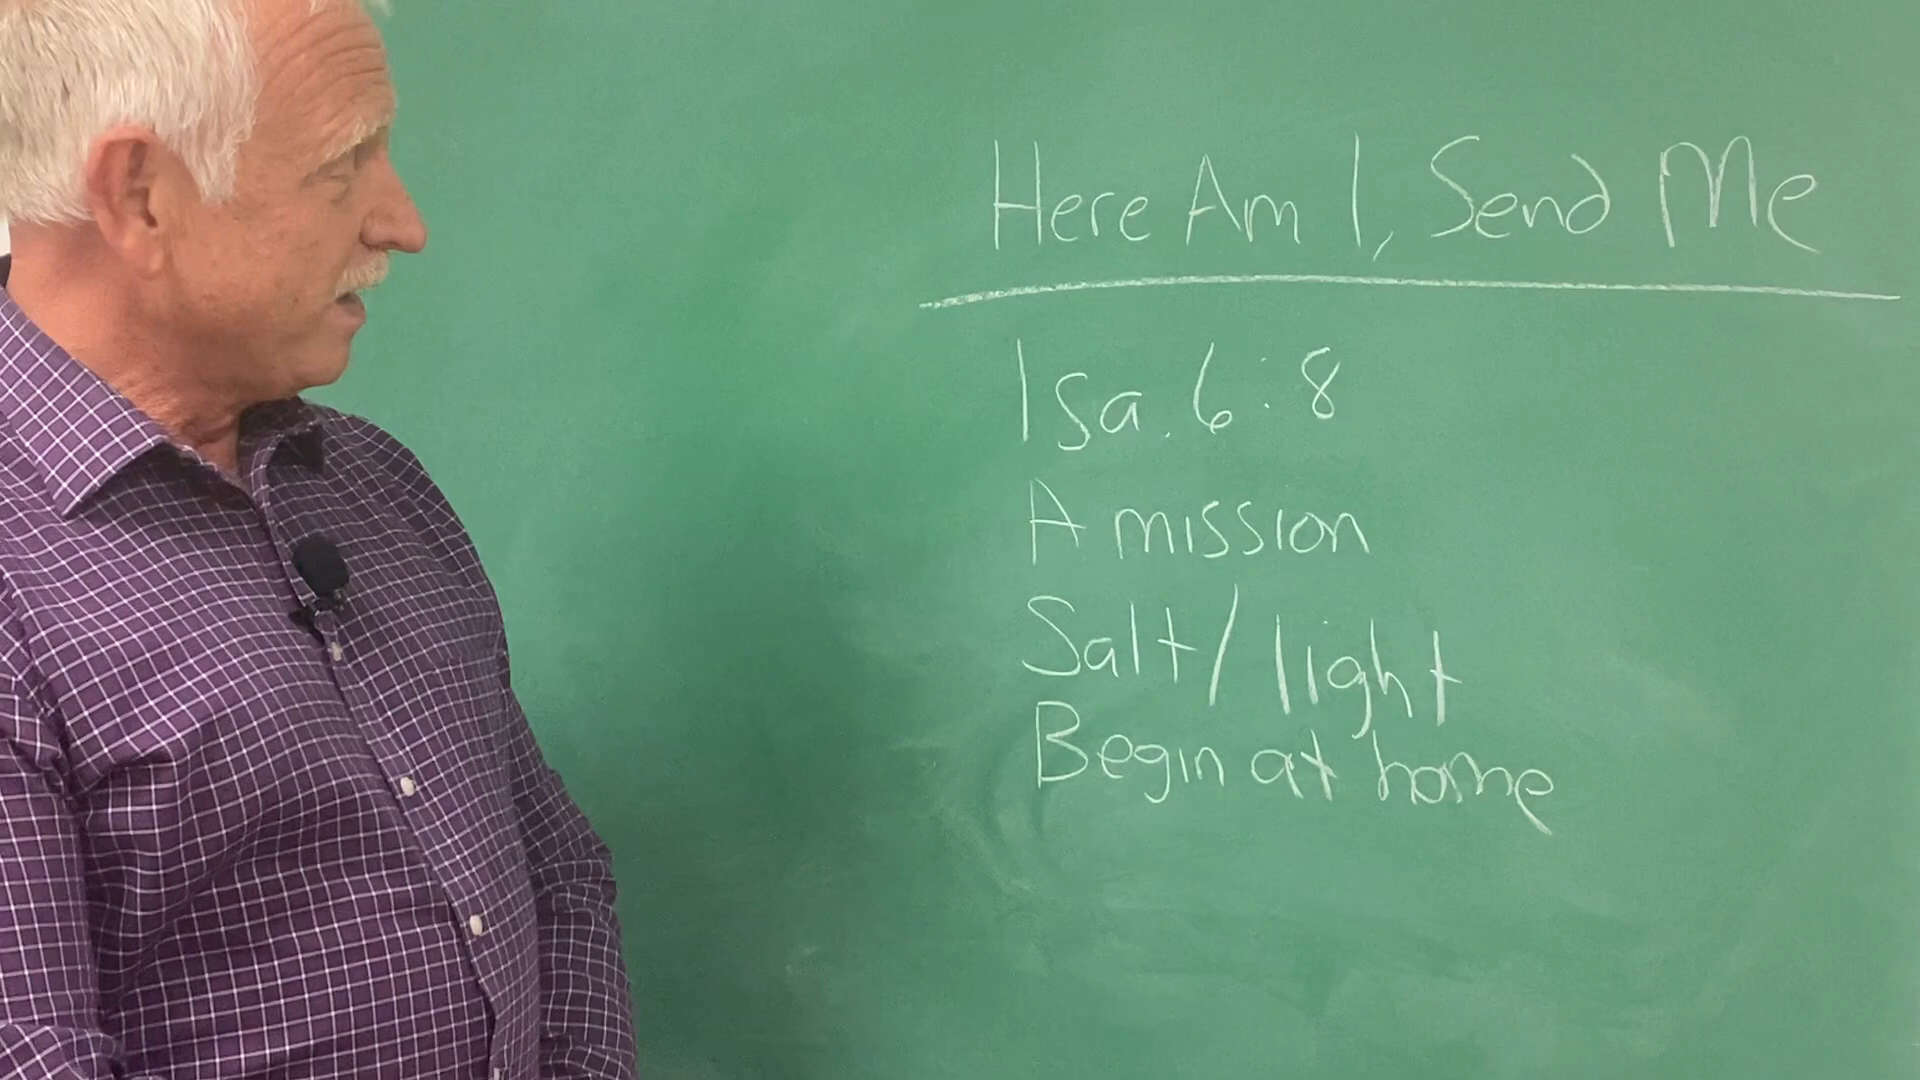 Here Am I, Send Me
Isa. 6:8
A mission
Salt/light
Begin at home